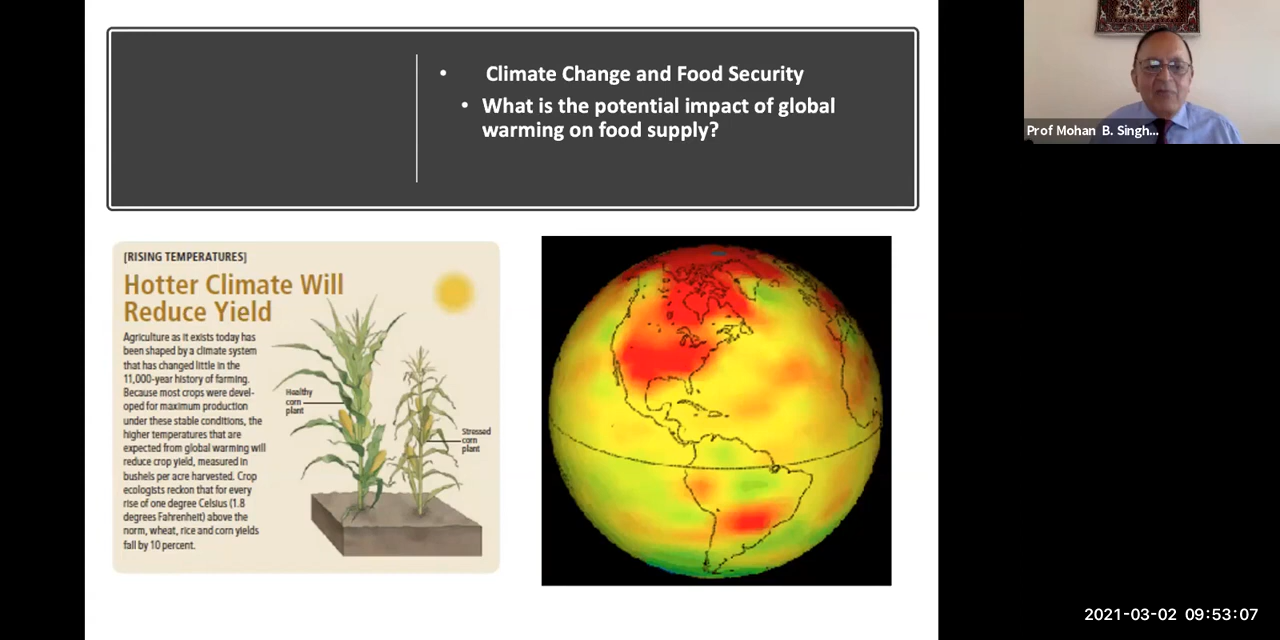 Climate Change and Food Security
What is the potential impact of global
warming on food supply?
Prof Mohan B. Singh...
[RISING TEMPERATURES]
Hotter Climate Will
Reduce Yield
Agriculture as it exists today has
been shaped by a climate system
that has changed little in the
11,000-year history of farming.
Because most crops were devel-
oped for maximum production
under these stable conditions, the
higher temperatures that are
expected from global warming will
reduce crop yield, measured in
bushels per acre harvested. Crop
ecologists reckon that for every
rise of one degree Celsius (1.8
degrees Fahrenheit) above the
norm, wheat, rice and corn yields
fall by 10 percent.
Healthy
corn
plant
Stressed
corn
plant
2021-03-02 09:53:07